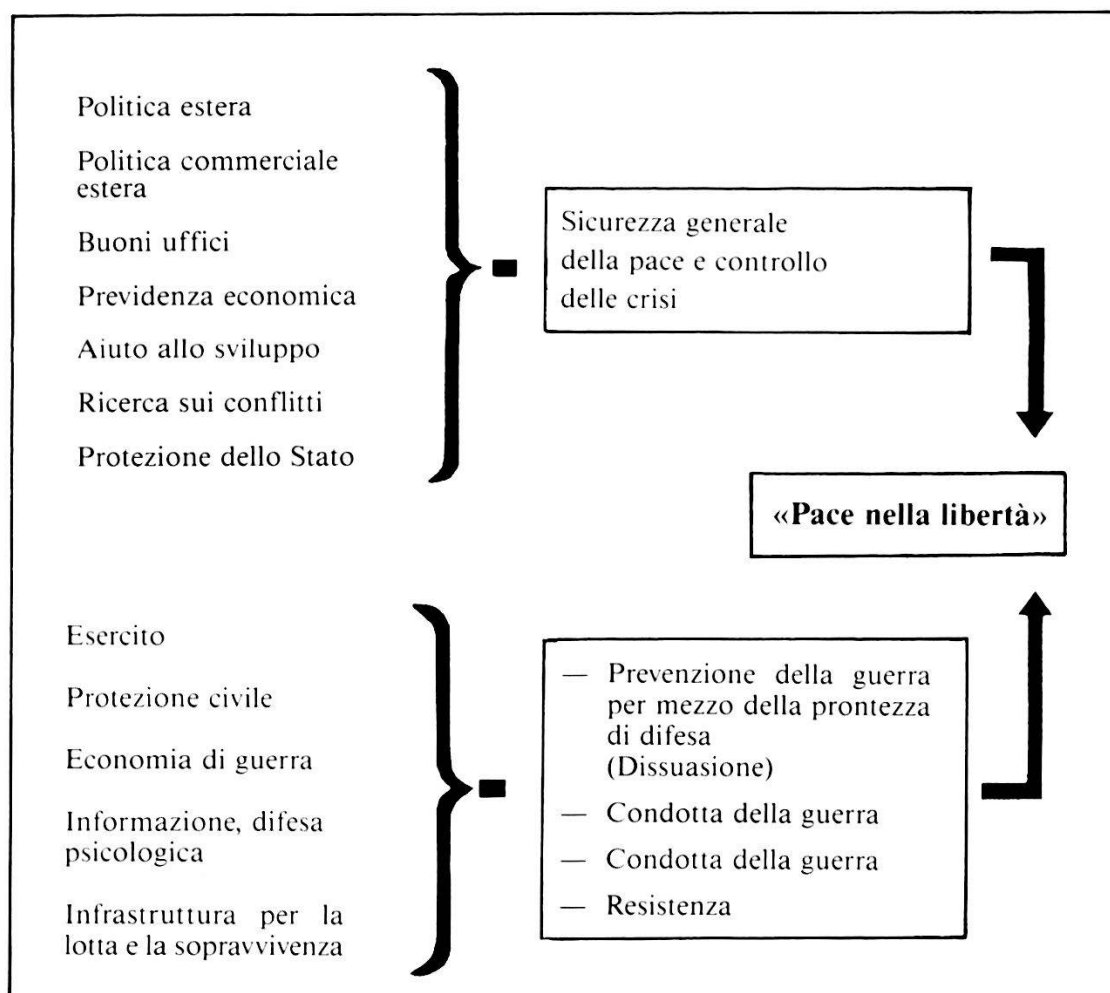 Politica estera
Politica commerciale
estera
Buoni uffici
Previdenza economica
Aiuto allo sviluppo
Ricerca sui conflitti
Protezione dello Stato
Sicurezza generale
della pace e controllo
delle crisi
«Pace nella libertà»
Esercito
Protezione civile
Economia di guerra
Informazione, difesa
psicologica
Infrastruttura per la
lotta e la sopravvivenza
— Prevenzione della guerra
per mezzo della prontezza
di difesa
(Dissuasione)
— Condotta della guerra
— Condotta della guerra
— Resistenza